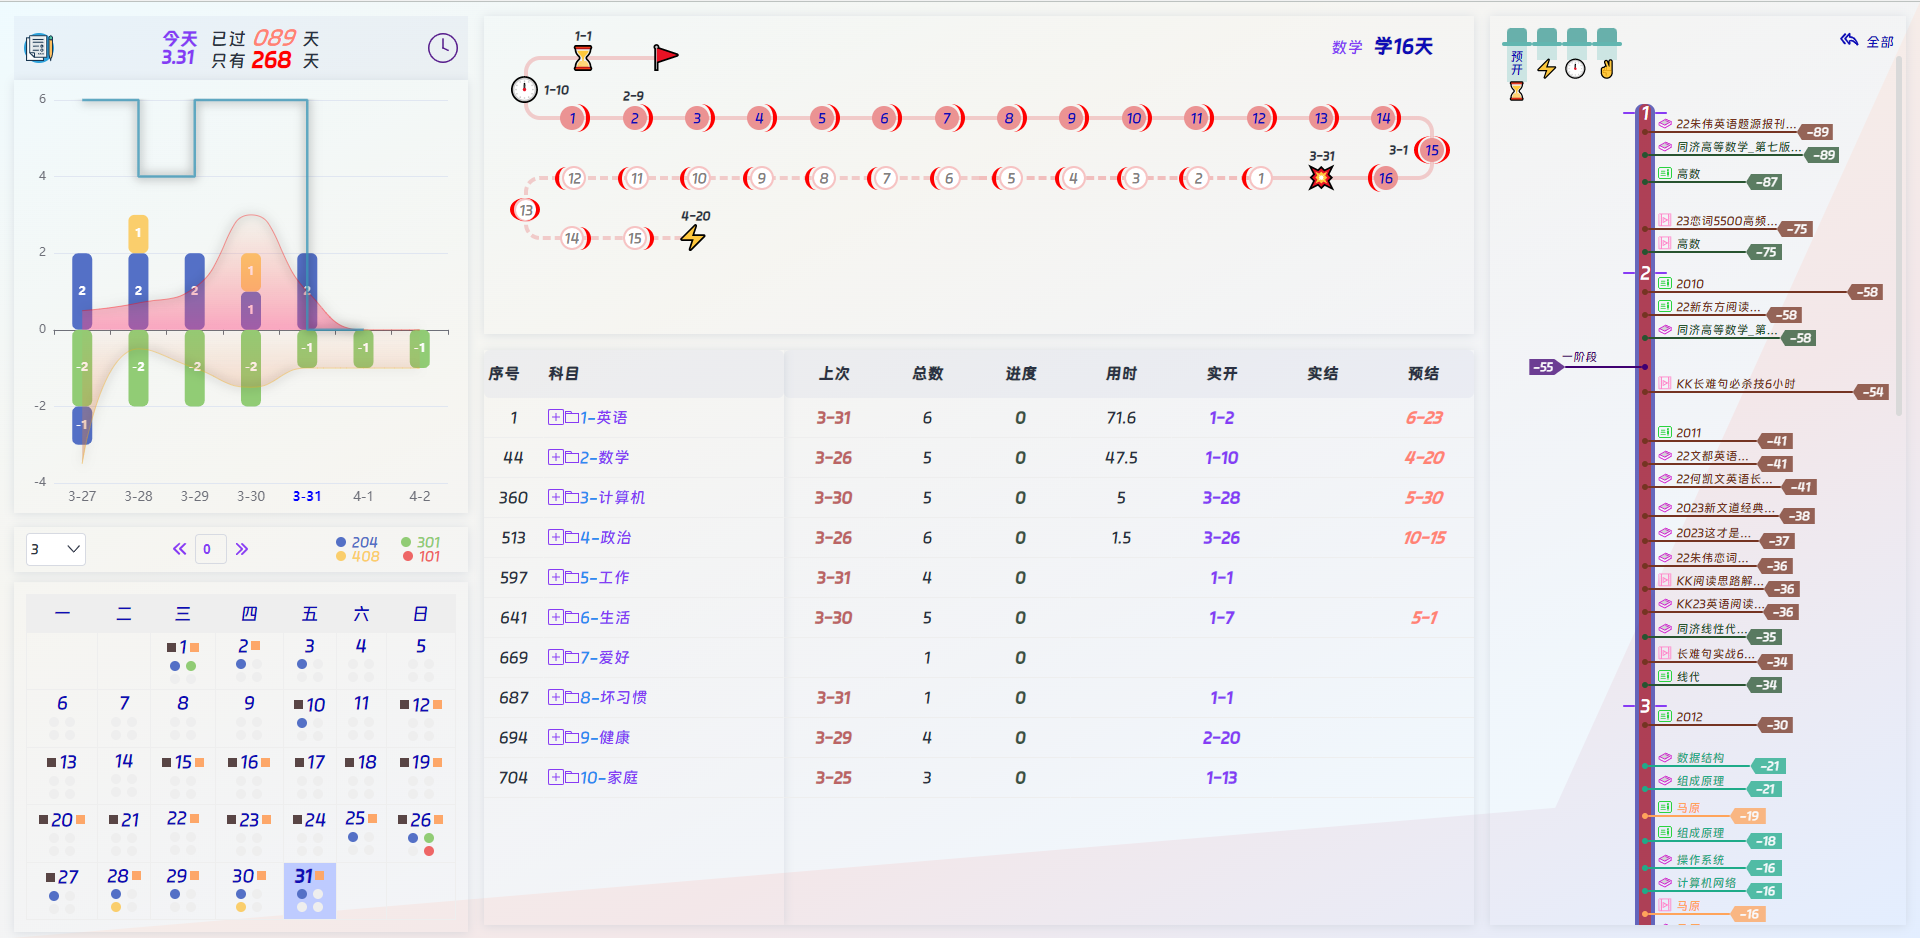 今天 已过 089 天
3.31 只有 268 天
6
4
2
0
-2
-4
1
2 2 2 1 2
1
-2 -2 -2 -2 -1 -1 -1
-1
3-27 3-28 3-29 3-30 3-31 4-1 4-2
3 0 204 301
408 101
一 二 三 四 五 六 日
1 2 3 4 5
6 7 8 9 10 11 12
13 14 15 16 17 18 19
20 21 22 23 24 25 26
27 28 29 30 31
数学 学16天
1-1
1-10
2-9
1 2 3 4 5 6 7 8 9 10 11 12 13 14
3-1 15
3-31
12 11 10 9 8 7 6 5 4 3 2 1 16
13
4-20
14 15
序号 科目 上次 总数 进度 用时 实开 实结 预结
1 1-英语 3-31 6 0 71.6 1-2 6-23
44 2-数学 3-26 5 0 47.5 1-10 4-20
360 3-计算机 3-30 5 0 5 3-28 5-30
513 4-政治 3-26 6 0 1.5 3-26 10-15
597 5-工作 3-31 4 0 1-1
641 6-生活 3-30 5 0 1-7 5-1
669 7-爱好 1 0
687 8-坏习惯 3-31 1 0 1-1
694 9-健康 3-29 4 0 2-20
704 10-家庭 3-25 3 0 1-13
预开
全部
1
22朱伟英语题源报刊... -89
同济高等数学_第七版... -89
高数 -87
23恋词5500高频... -75
高数 -75
2
2010 -58
22新东方阅读... -58
同济高等数学_第... -58
一阶段 -55
KK长难句必杀技6小时 -54
2011 -41
22文都英语... -41
22何凯文英语长... -41
2023新文道经典... -38
2023这才是... -37
22朱伟恋词... -36
KK阅读思路解... -36
KK23英语阅读... -36
同济线性代... -35
长难句实战6... -34
线代 -34
3
2012 -30
数据结构 -21
组成原理 -21
马原 -19
组成原理 -18
操作系统 -16
计算机网络 -16
马原 -16